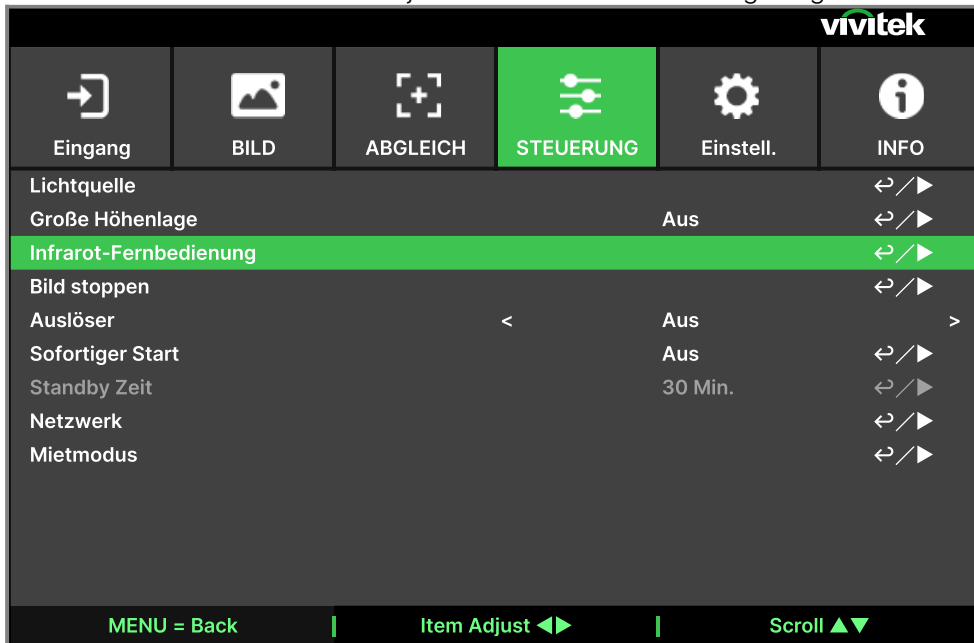 vivitek
Eingang BILD ABGLEICH STEUERUNG Einstell. INFO
Lichtquelle ↩/▶
Große Höhenlage Aus ↩/▶
Infrarot-Fernbedienung ↩/▶
Bild stoppen ↩/▶
Auslöser < Aus >
Sofortiger Start Aus ↩/▶
Standby Zeit 30 Min. ↩/▶
Netzwerk ↩/▶
Mietmodus ↩/▶
MENU = Back | Item Adjust ◀▶ | Scroll ▲▼